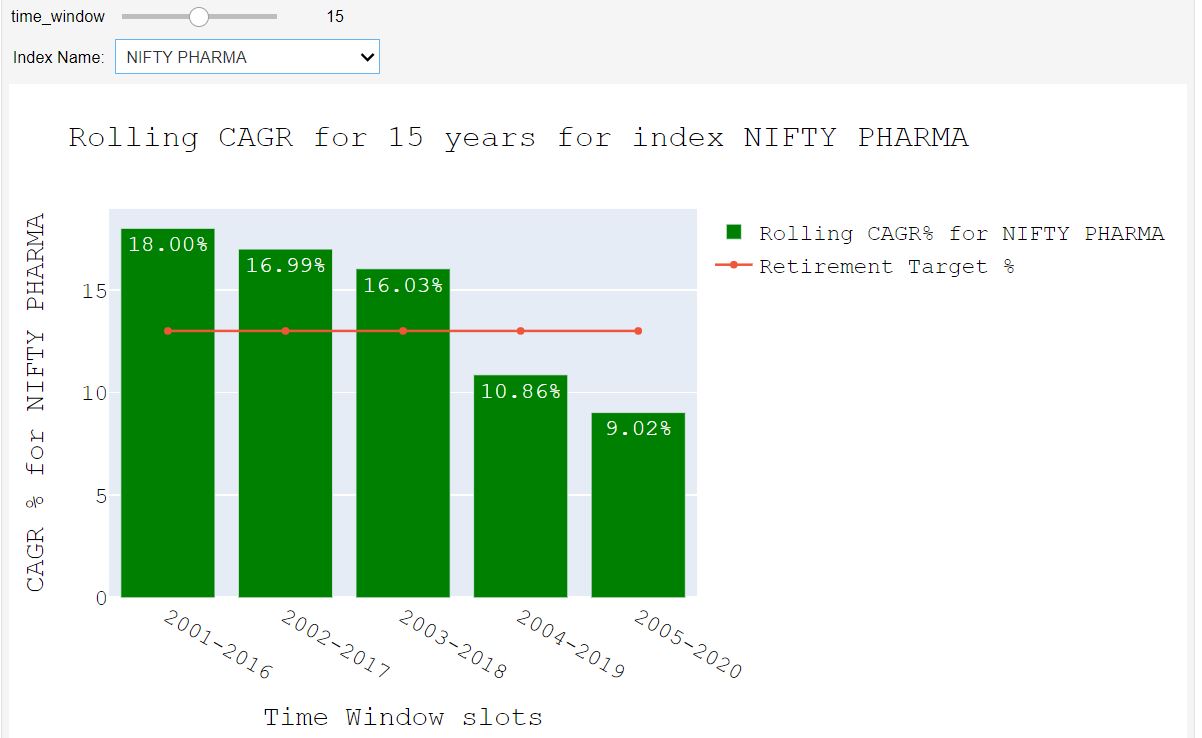 time_window 15
Index Name: NIFTY PHARMA
Rolling CAGR for 15 years for index NIFTY PHARMA
CAGR % for NIFTY PHARMA
15
10
5
0
18.00%
16.99%
16.03%
10.86%
9.02%
2001-2016
2002-2017
2003-2018
2004-2019
2005-2020
Time Window slots
Rolling CAGR% for NIFTY PHARMA
Retirement Target %